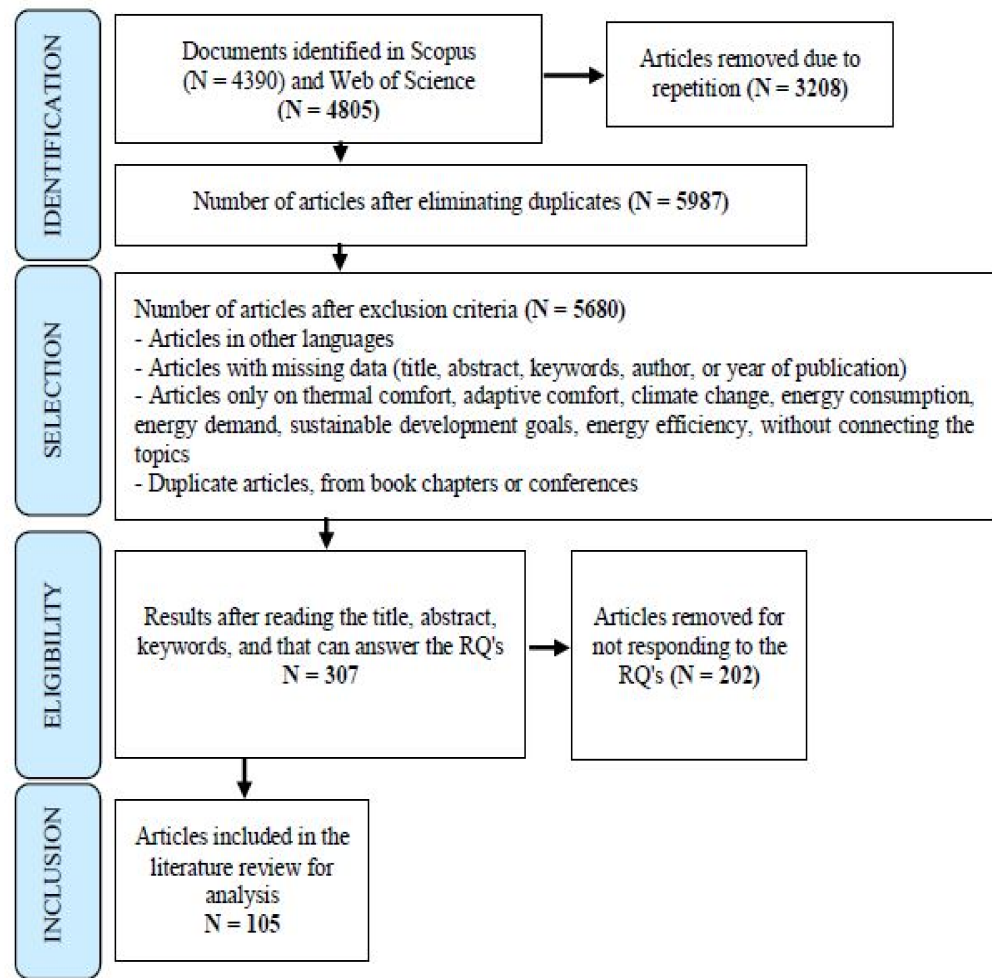 IDENTIFICATION
Documents identified in Scopus
(N = 4390) and Web of Science
(N = 4805)
Articles removed due to
repetition (N = 3208)
Number of articles after eliminating duplicates (N = 5987)
SELECTION
Number of articles after exclusion criteria (N = 5680)
- Articles in other languages
- Articles with missing data (title, abstract, keywords, author, or year of publication)
- Articles only on thermal comfort, adaptive comfort, climate change, energy consumption,
energy demand, sustainable development goals, energy efficiency, without connecting the
topics
- Duplicate articles, from book chapters or conferences
ELIGIBILITY
Results after reading the title, abstract,
keywords, and that can answer the RQ's
N = 307
Articles removed for
not responding to the
RQ's (N = 202)
INCLUSION
Articles included in the
literature review for
analysis
N = 105